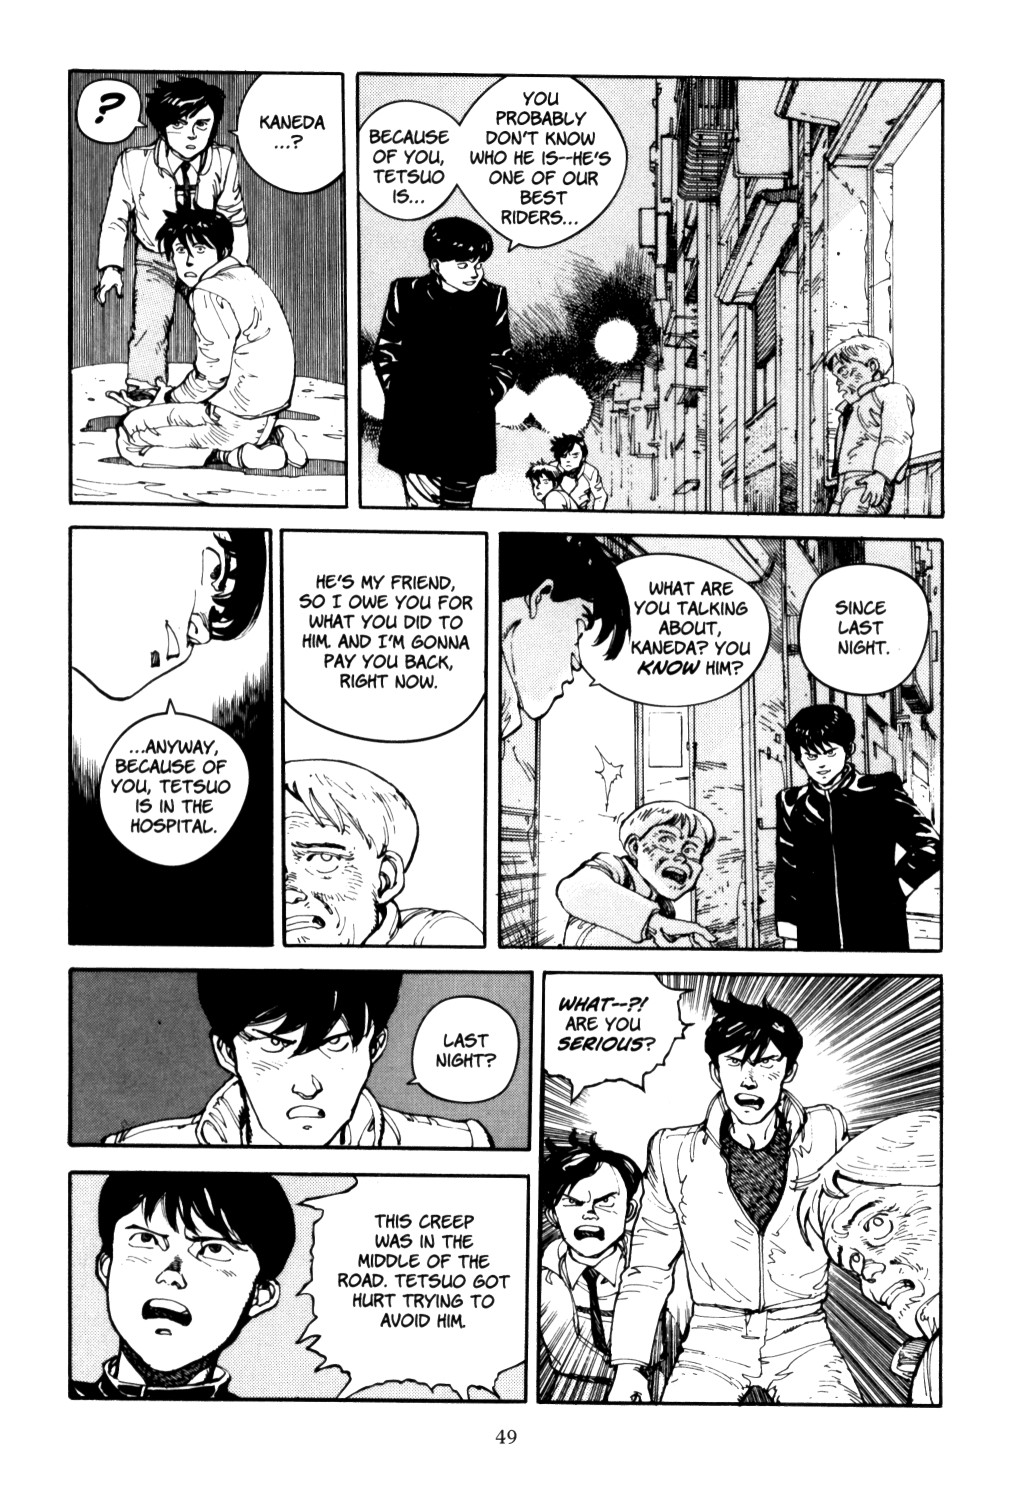 ?
KANEDA
...?
YOU
PROBABLY
DON'T KNOW
WHO HE IS--HE'S
ONE OF OUR
BEST
RIDERS...
BECAUSE
OF YOU,
TETSUO
IS...
...ANYWAY,
BECAUSE OF
YOU, TETSUO
IS IN THE
HOSPITAL.
HE'S MY FRIEND,
SO I OWE YOU FOR
WHAT YOU DID TO
HIM. AND I'M GONNA
PAY YOU BACK,
RIGHT NOW.
WHAT ARE
YOU TALKING
ABOUT,
KANEDA? YOU
KNOW HIM?
SINCE
LAST
NIGHT.
LAST
NIGHT?
THIS CREEP
WAS IN THE
MIDDLE OF THE
ROAD. TETSUO GOT
HURT TRYING TO
AVOID HIM.
WHAT--?!
ARE YOU
SERIOUS?
49